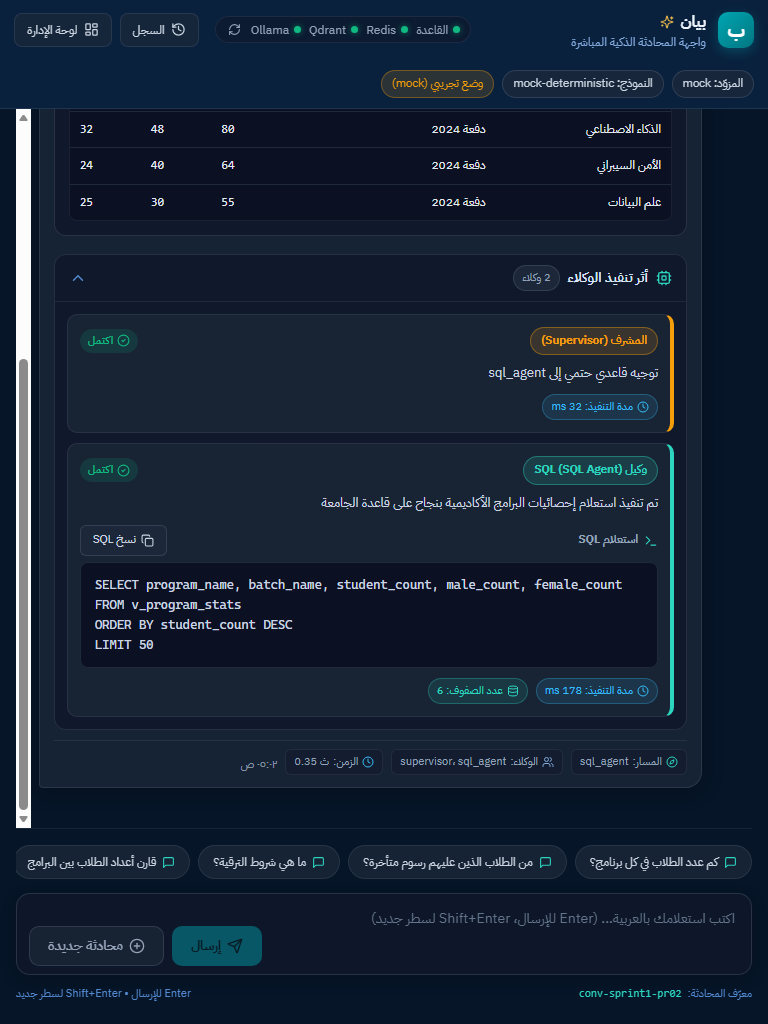 ب
بيان
واجهة المحادثة الذكية المباشرة
القاعدة Redis Qdrant Ollama
السجل
لوحة الإدارة
المزوّد: mock
النموذج: mock-deterministic
وضع تجريبي (mock)
الذكاء الاصطناعي دفعة 2024 80 48 32
الأمن السيبراني دفعة 2024 64 40 24
علم البيانات دفعة 2024 55 30 25
أثر تنفيذ الوكلاء 2 وكلاء
المشرف (Supervisor) اكتمل
توجيه قاعدي حتمي إلى sql_agent
مدة التنفيذ: 32 ms
وكيل SQL (SQL Agent) اكتمل
تم تنفيذ استعلام إحصائيات البرامج الأكاديمية بنجاح على قاعدة الجامعة
استعلام SQL نسخ SQL
SELECT program_name, batch_name, student_count, male_count, female_count
FROM v_program_stats
ORDER BY student_count DESC
LIMIT 50
مدة التنفيذ: 178 ms عدد الصفوف: 6
المسار: sql_agent الوكلاء: supervisor، sql_agent الزمن: 0.35 ث
كم عدد الطلاب في كل برنامج؟
من الطلاب الذين عليهم رسوم متأخرة؟
ما هي شروط الترقية؟
قارن أعداد الطلاب بين البرامج
اكتب استعلامك بالعربية... (Enter للإرسال، Shift+Enter لسطر جديد)
إرسال
محادثة جديدة
معرّف المحادثة: conv-sprint1-pr02
Enter للإرسال • Shift+Enter لسطر جديد